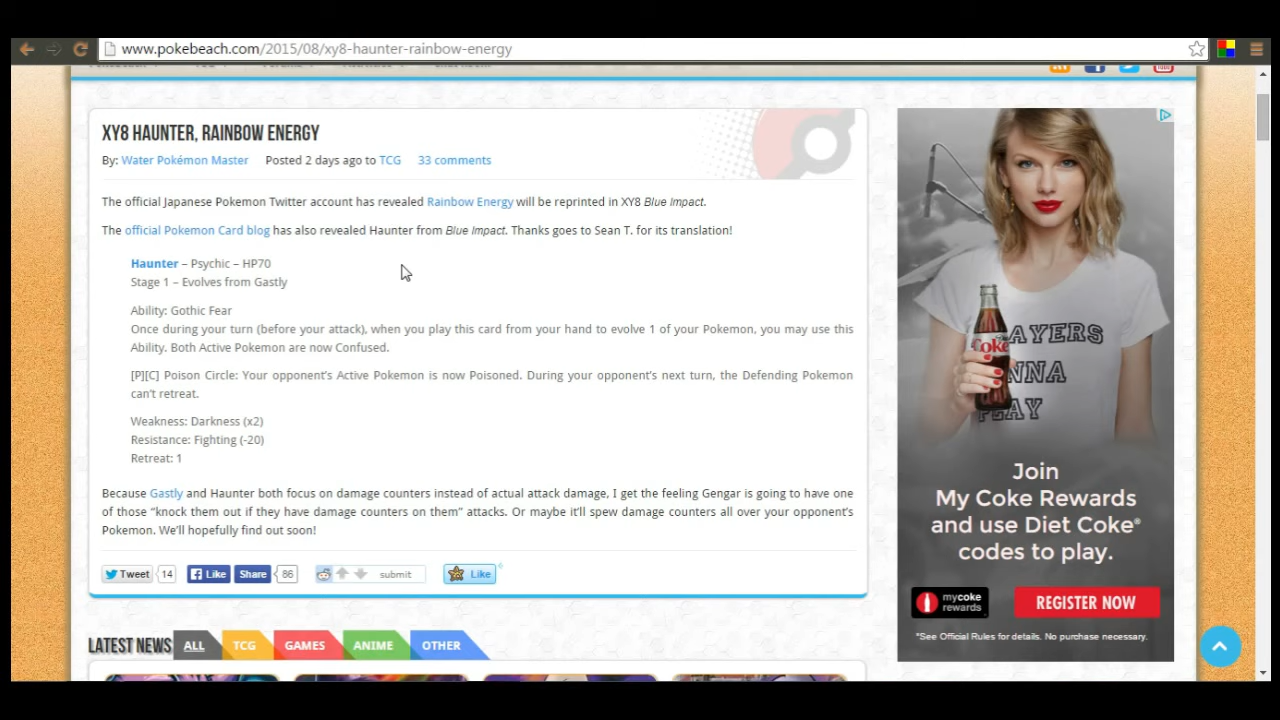 www.pokebeach.com/2015/08/xy8-haunter-rainbow-energy
XY8 HAUNTER, RAINBOW ENERGY
By: Water Pokémon Master Posted 2 days ago to TCG 33 comments
The official Japanese Pokemon Twitter account has revealed Rainbow Energy will be reprinted in XY8 Blue Impact.
The official Pokemon Card blog has also revealed Haunter from Blue Impact. Thanks goes to Sean T. for its translation!
Haunter – Psychic – HP70
Stage 1 – Evolves from Gastly
Ability: Gothic Fear
Once during your turn (before your attack), when you play this card from your hand to evolve 1 of your Pokemon, you may use this
Ability. Both Active Pokemon are now Confused.
[P][C] Poison Circle: Your opponent's Active Pokemon is now Poisoned. During your opponent's next turn, the Defending Pokemon
can't retreat.
Weakness: Darkness (x2)
Resistance: Fighting (-20)
Retreat: 1
Because Gastly and Haunter both focus on damage counters instead of actual attack damage, I get the feeling Gengar is going to have one
of those “knock them out if they have damage counters on them” attacks. Or maybe it'll spew damage counters all over your opponent's
Pokemon. We'll hopefully find out soon!
Tweet 14 Like Share 86 submit Like
LATEST NEWS ALL TCG GAMES ANIME OTHER
Coke
AYERS
NNA
PLAY
Join
My Coke Rewards
and use Diet Coke®
codes to play.
mycoke
rewards
REGISTER NOW
*See Official Rules for details. No purchase necessary.